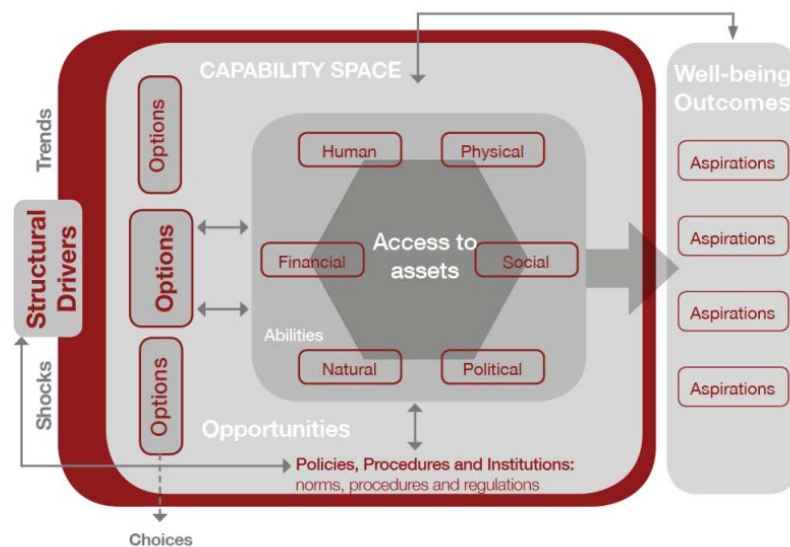 CAPABILITY SPACE
Well-being
Outcomes
Trends
Structural
Drivers
Shocks
Options
Options
Options
Human
Physical
Financial
Access to
assets
Social
Abilities
Natural
Political
Opportunities
Policies, Procedures and Institutions:
norms, procedures and regulations
Choices
Aspirations
Aspirations
Aspirations
Aspirations